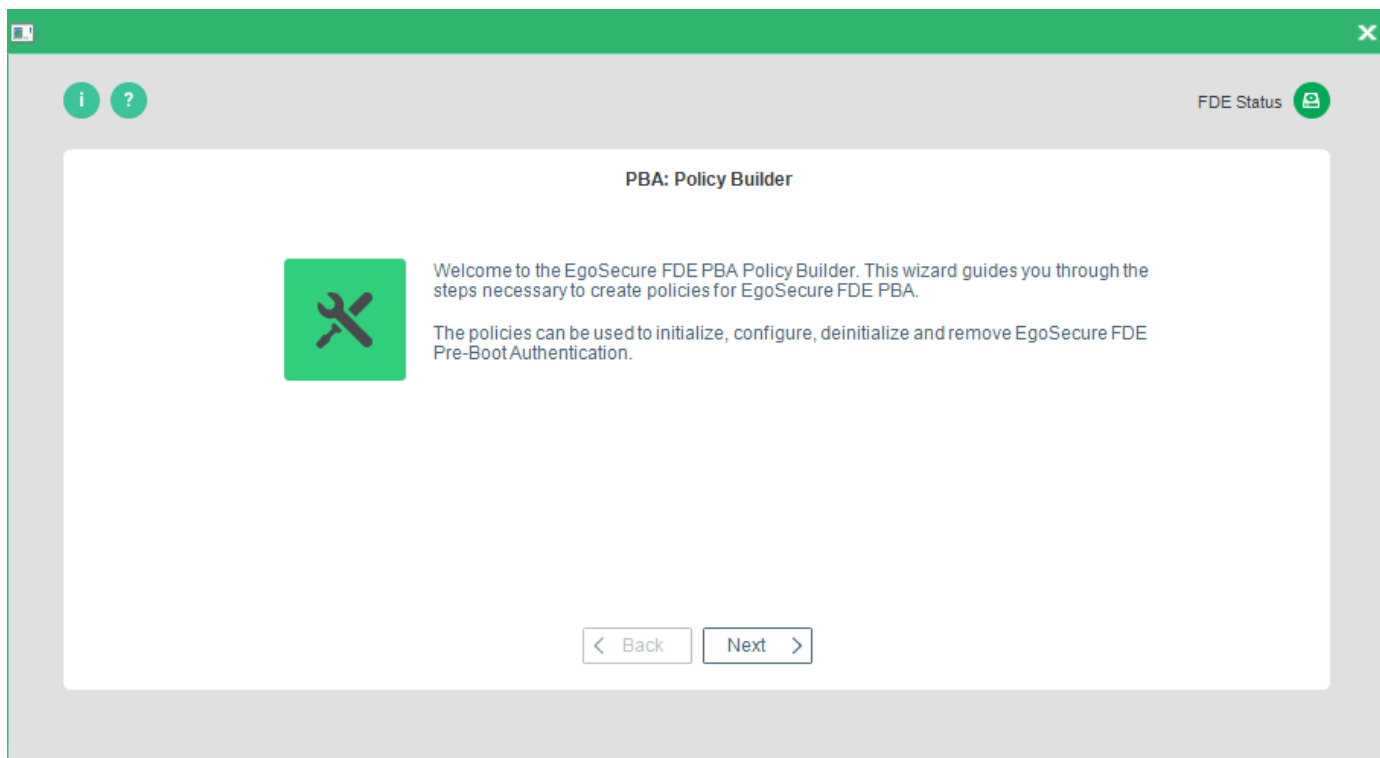 i ? FDE Status
PBA: Policy Builder
Welcome to the EgoSecure FDE PBA Policy Builder. This wizard guides you through the
steps necessary to create policies for EgoSecure FDE PBA.
The policies can be used to initialize, configure, deinitialize and remove EgoSecure FDE
Pre-Boot Authentication.
Back Next